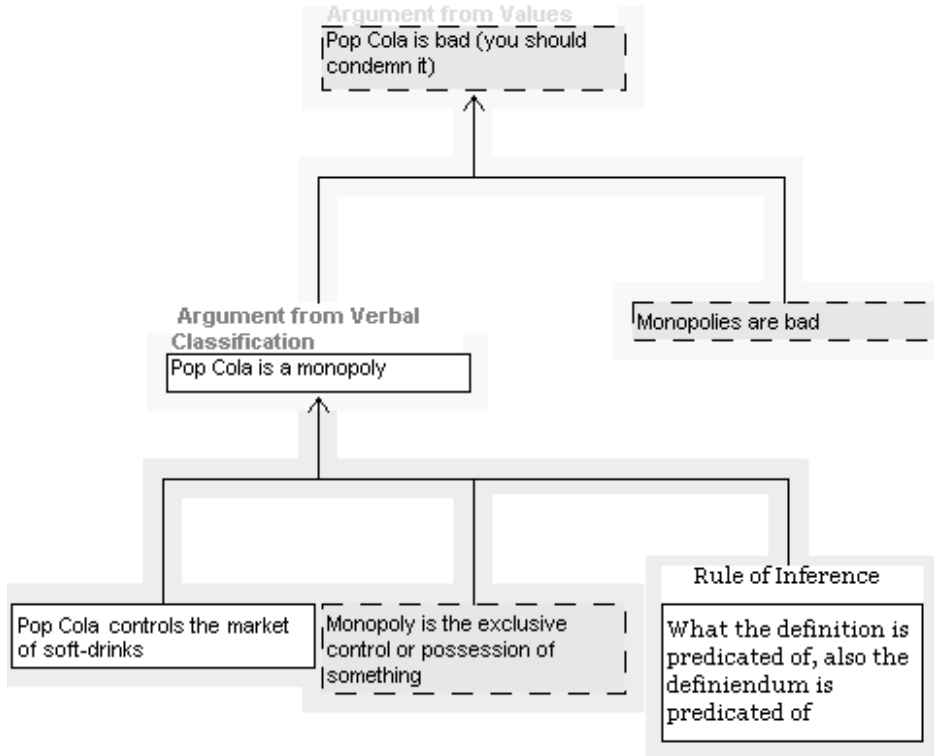 Argument from Values
Pop Cola is bad (you should
condemn it)
Argument from Verbal
Classification
Pop Cola is a monopoly
Monopolies are bad
Pop Cola controls the market
of soft-drinks
Monopoly is the exclusive
control or possession of
something
Rule of Inference
What the definition is
predicated of, also the
definiendum is
predicated of